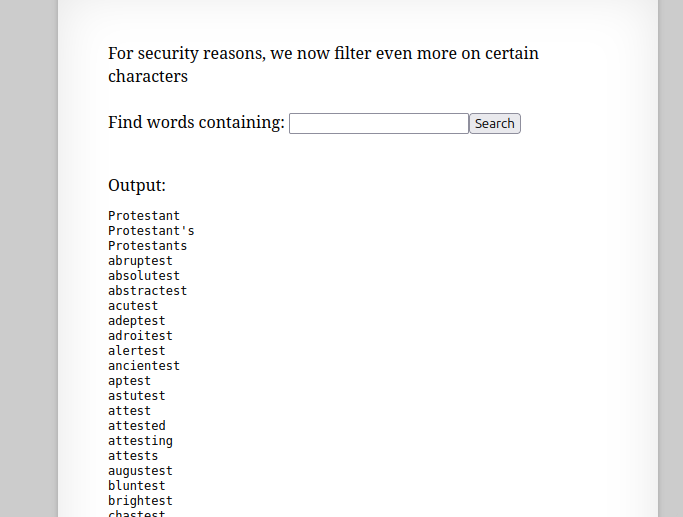 For security reasons, we now filter even more on certain
characters
Find words containing: Search
Output:
Protestant
Protestant's
Protestants
abruptest
absolutest
abstractest
acutest
adeptest
adroitest
alertest
ancientest
aptest
astutest
attest
attested
attesting
attests
augustest
bluntest
brightest
chastest